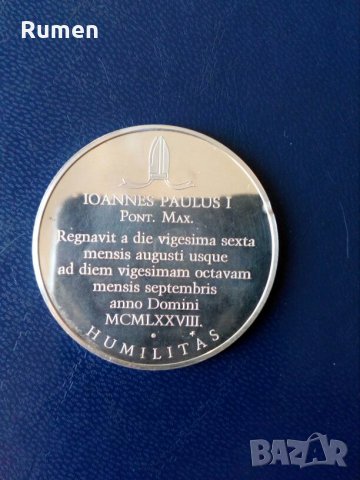 Rumen
IOANNES PAULUS I
PONT. MAX.
Regnavit a die vigesima sexta
mensis augusti usque
ad diem vigesimam octavam
mensis septembris
anno Domini
MCMLXXVIII.
HUMILITAS
BAZAR